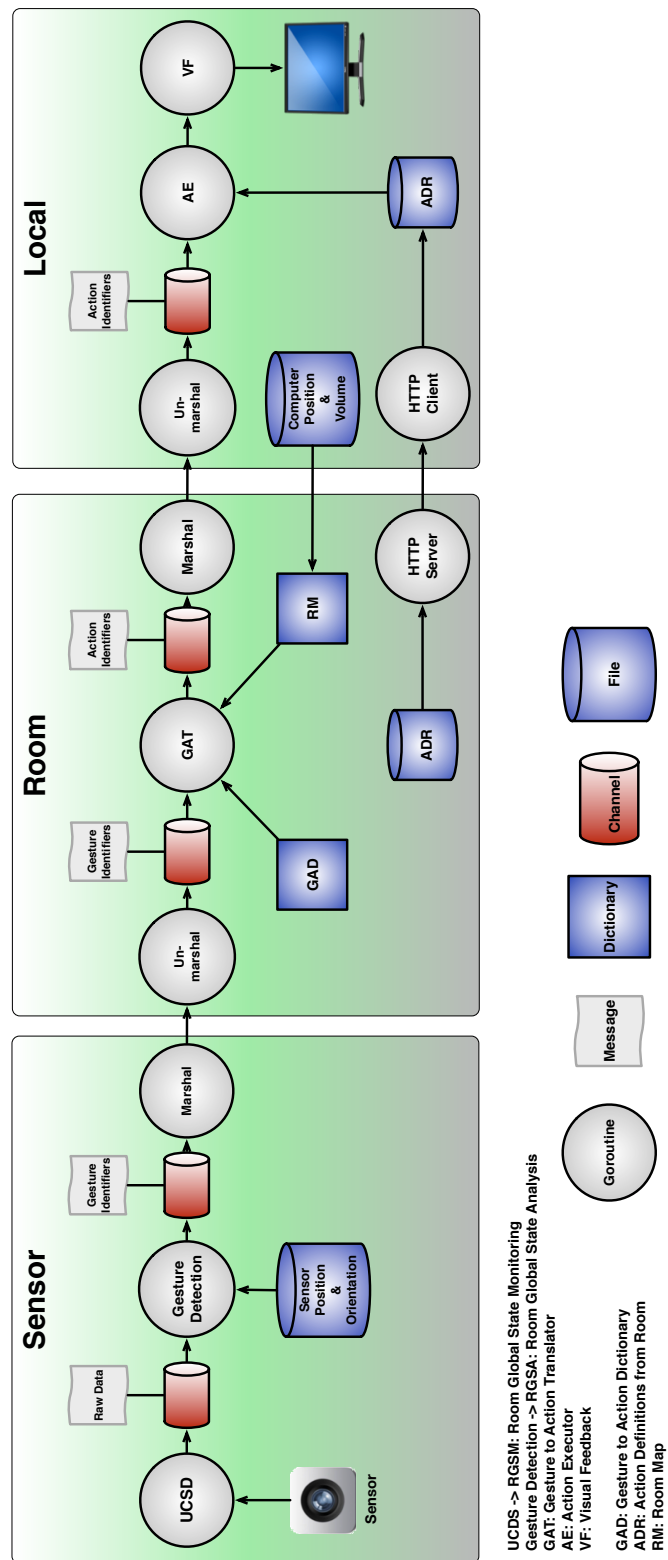 Sensor
Raw Data
Gesture
Identifiers
UCSD
Gesture
Detection
Marshal
Sensor
Sensor
Position
&
Orientation
Room
Gesture
Identifiers
Action
Identifiers
Un-
marshal
GAT
Marshal
GAD
RM
ADR
HTTP
Server
Local
Action
Identifiers
Un-
marshal
AE
VF
Computer
Position
&
Volume
HTTP
Client
ADR
UCDS -> RGSM: Room Global State Monitoring
Gesture Detection -> RGSA: Room Global State Analysis
GAT: Gesture to Action Translator
AE: Action Executor
VF: Visual Feedback
GAD: Gesture to Action Dictionary
ADR: Action Definitions from Room
RM: Room Map
Goroutine
Message
Dictionary
Channel
File